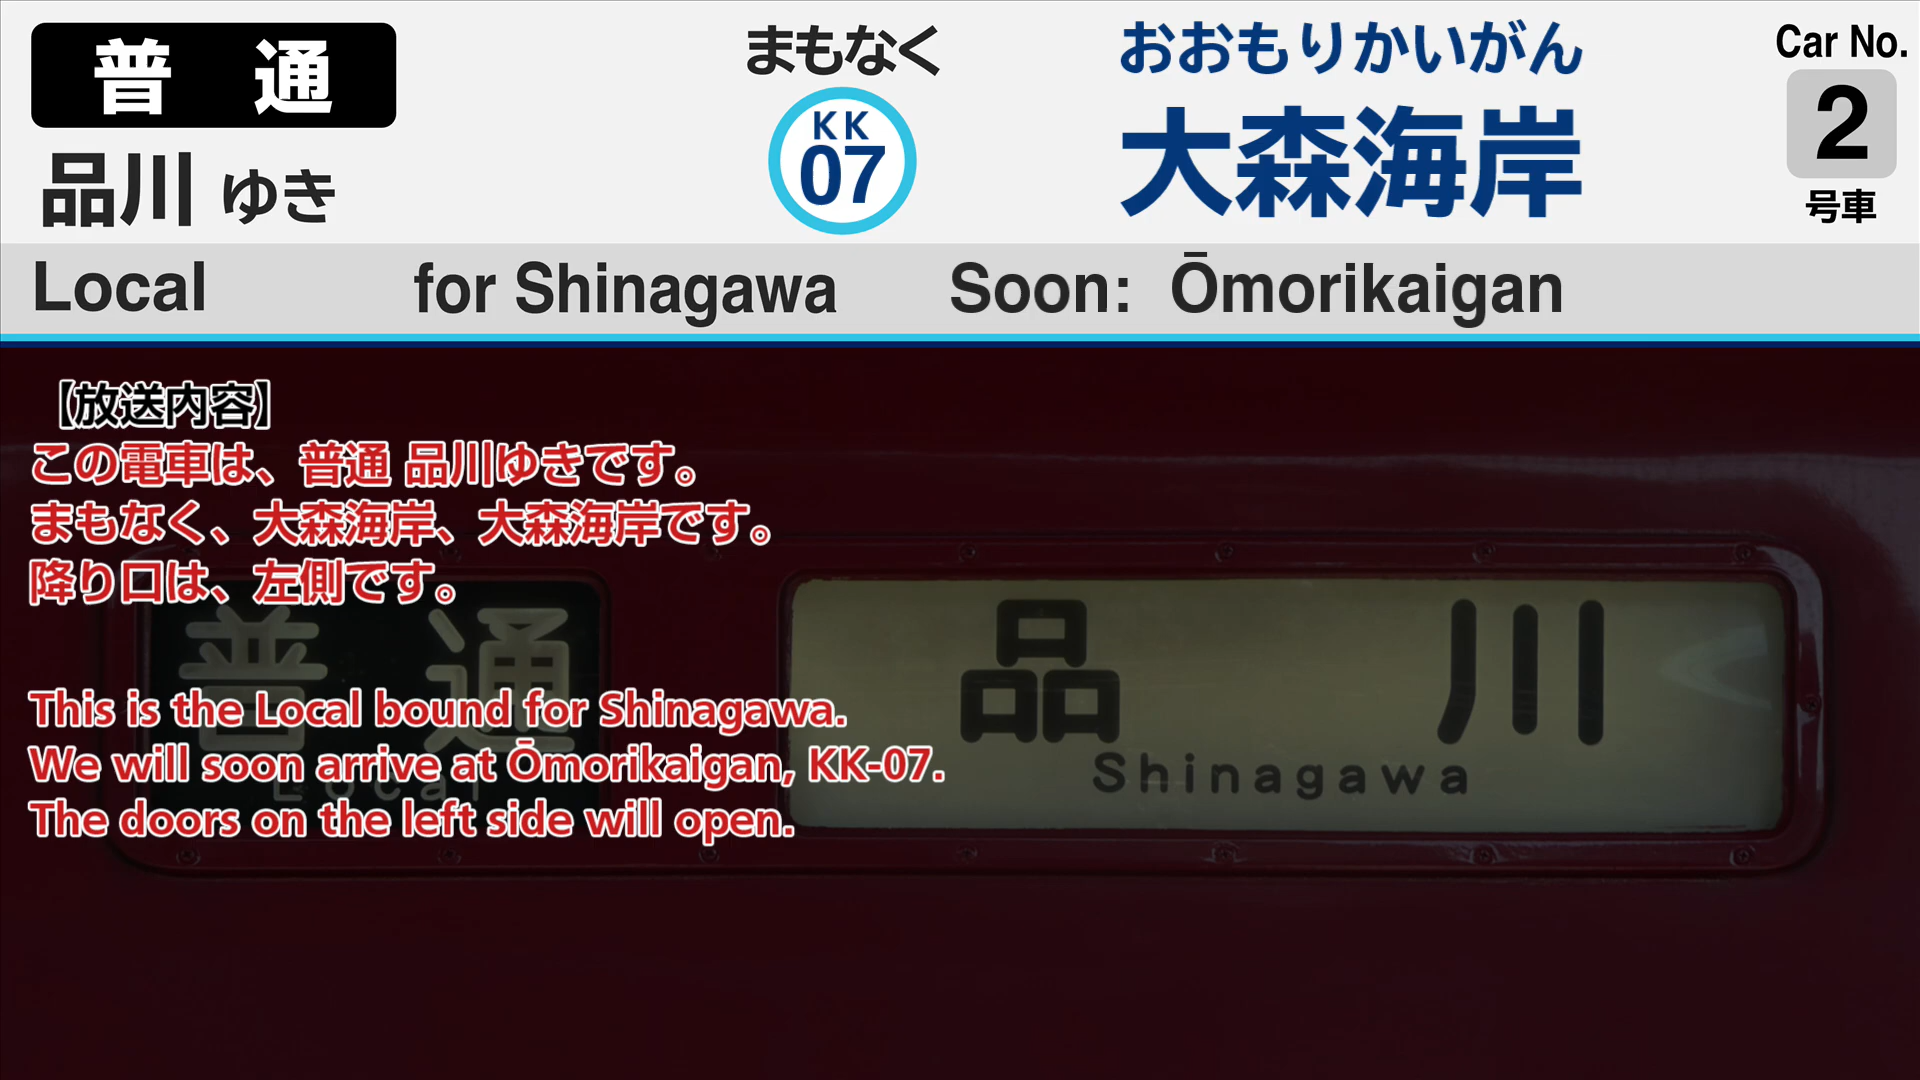 普通
品川 ゆき
まもなく
KK
07
おおもりかいがん
大森海岸
Car No.
2
号車
Local for Shinagawa Soon: Ōmorikaigan
【放送内容】
この電車は、普通 品川ゆきです。
まもなく、大森海岸、大森海岸です。
降り口は、左側です。
This is the Local bound for Shinagawa.
We will soon arrive at Ōmorikaigan, KK-07.
The doors on the left side will open.
普通
Local
品川
Shinagawa